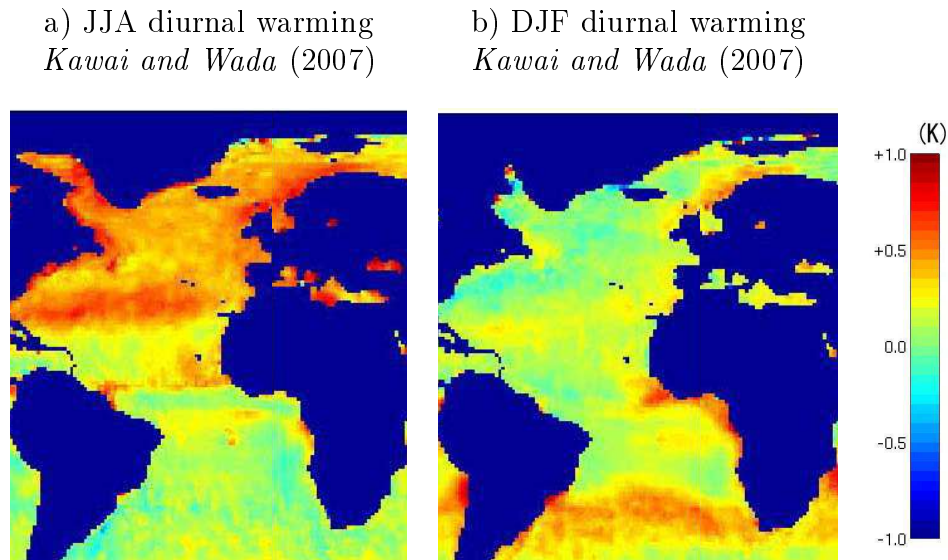 a) JJA diurnal warming
Kawai and Wada (2007)
b) DJF diurnal warming
Kawai and Wada (2007)
(K)
+1.0
+0.5
0.0
-0.5
-1.0